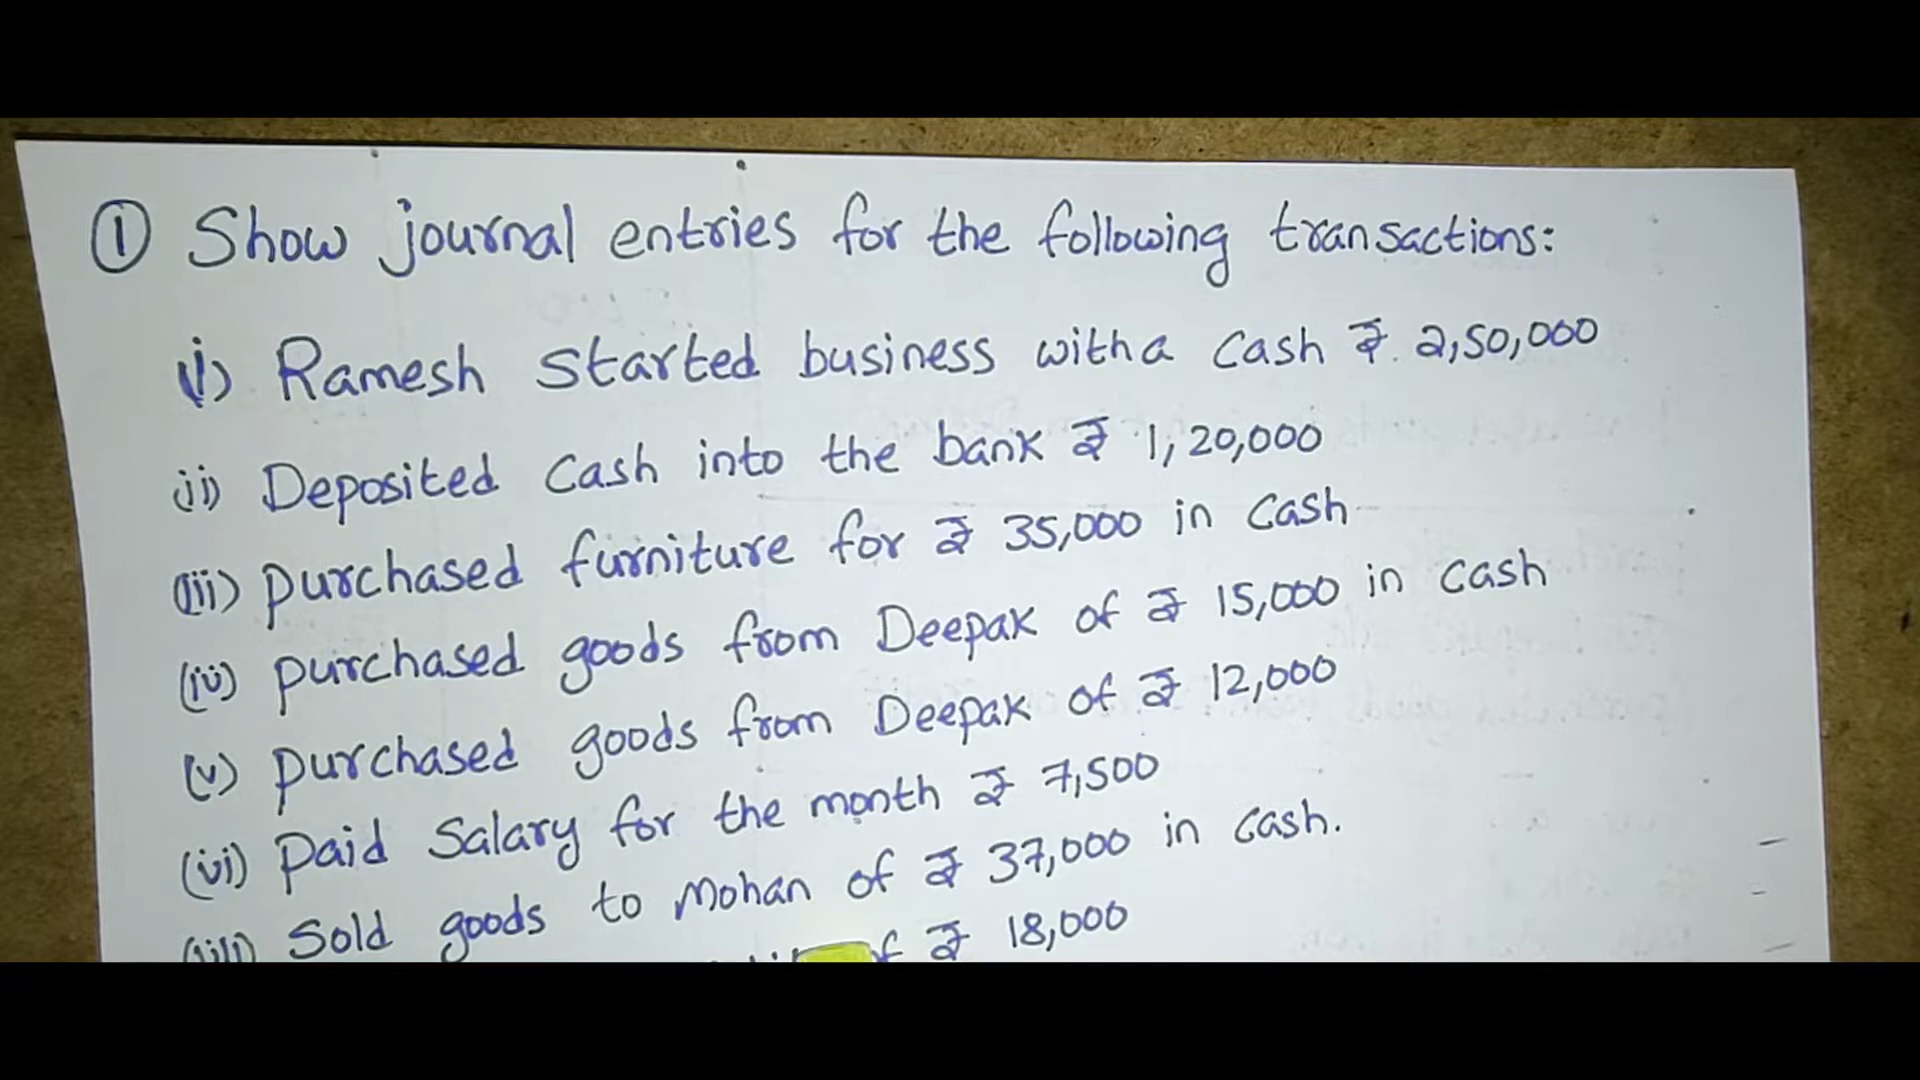 ① Show journal entries for the following transactions:
(i) Ramesh started business with a cash ₹. 2,50,000
(ii) Deposited cash into the bank ₹ 1,20,000
(iii) purchased furniture for ₹ 35,000 in cash
(iv) purchased goods from Deepak of ₹ 15,000 in cash
(v) purchased goods from Deepak of ₹ 12,000
(vi) paid salary for the month ₹ 7,500
(vii) Sold goods to Mohan of ₹ 37,000 in cash.
of ₹ 18,000